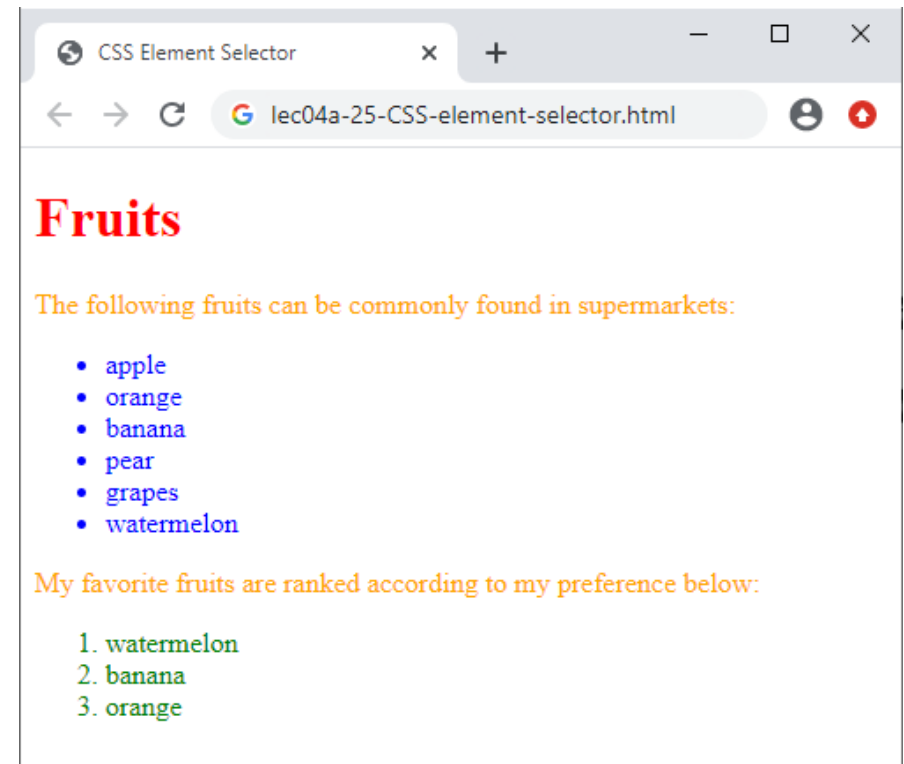 CSS Element Selector
lec04a-25-CSS-element-selector.html
Fruits
The following fruits can be commonly found in supermarkets:
• apple
• orange
• banana
• pear
• grapes
• watermelon
My favorite fruits are ranked according to my preference below:
1. watermelon
2. banana
3. orange